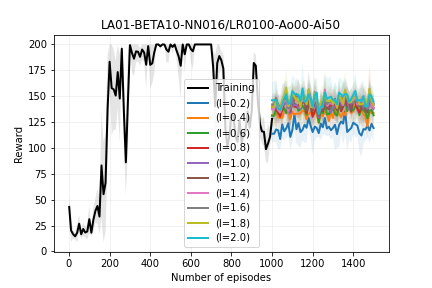 LA01-BETA10-NN016/LR0100-Ao00-Ai50
Reward
200
175
150
125
100
75
50
25
0
Training
(l=0.2)
(l=0.4)
(l=0.6)
(l=0.8)
(l=1.0)
(l=1.2)
(l=1.4)
(l=1.6)
(l=1.8)
(l=2.0)
0 200 400 600 800 1000 1200 1400
Number of episodes